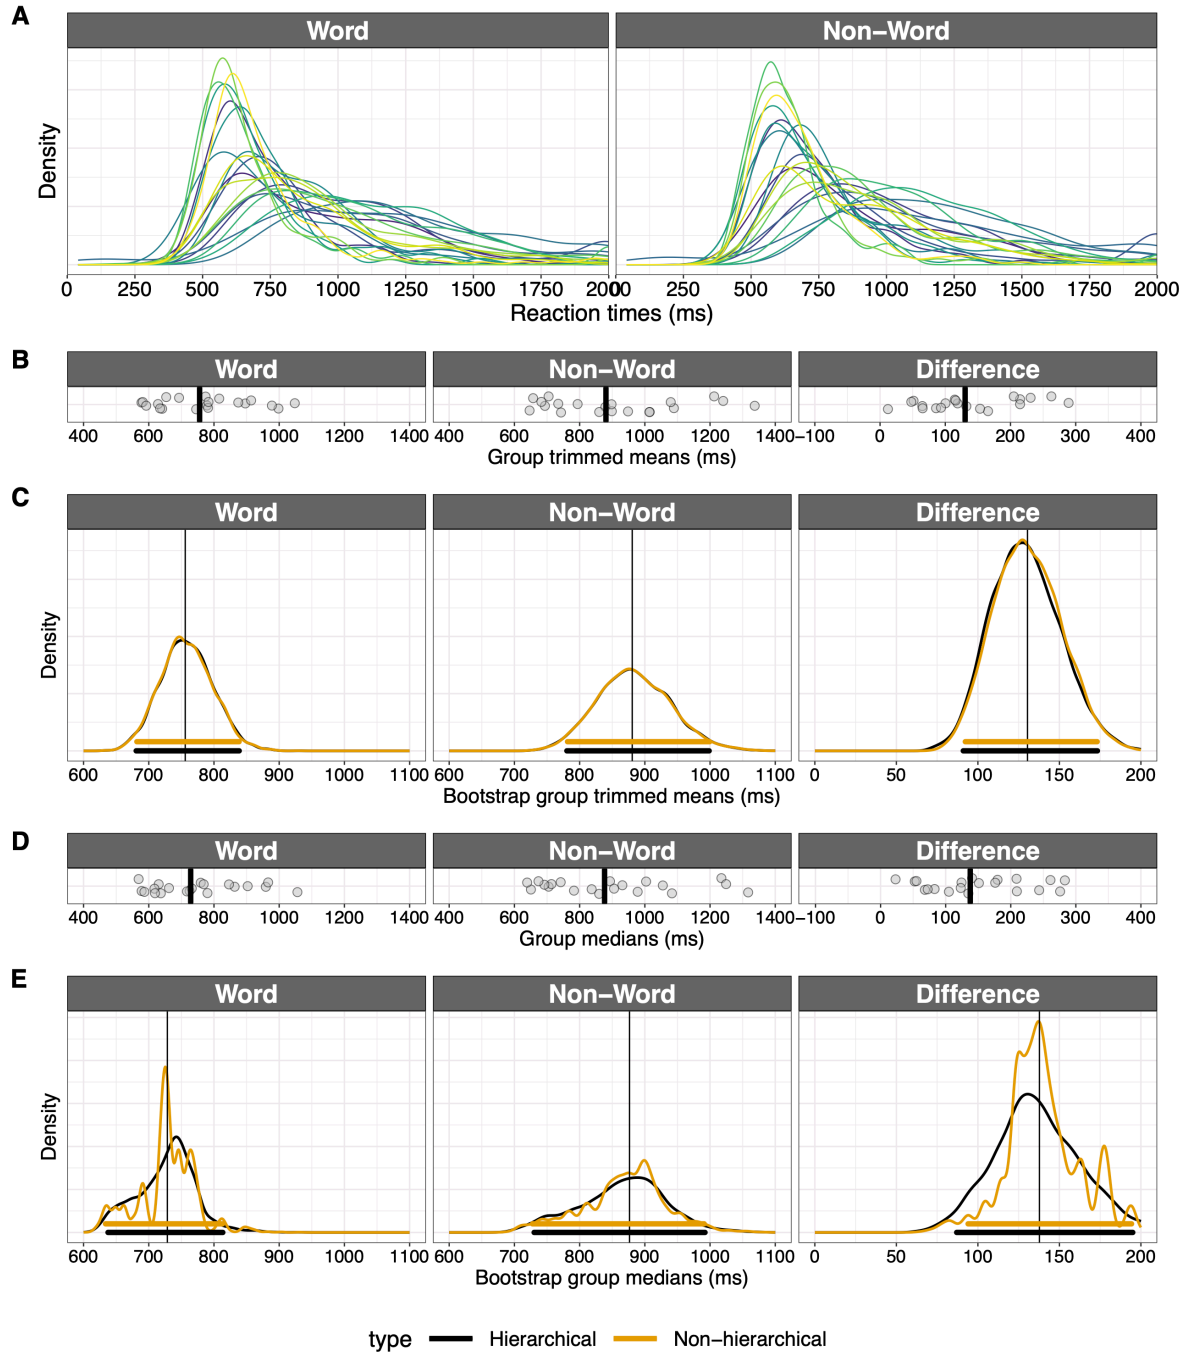 A
Word Non−Word
Density
0 250 500 750 1000 1250 1500 1750 2000 0 250 500 750 1000 1250 1500 1750 2000
Reaction times (ms)
B
Word Non−Word Difference
400 600 800 1000 1200 1400 400 600 800 1000 1200 1400 −100 0 100 200 300 400
Group trimmed means (ms)
C
Word Non−Word Difference
Density
600 700 800 900 1000 1100 600 700 800 900 1000 1100 0 50 100 150 200
Bootstrap group trimmed means (ms)
D
Word Non−Word Difference
400 600 800 1000 1200 1400 400 600 800 1000 1200 1400 −100 0 100 200 300 400
Group medians (ms)
E
Word Non−Word Difference
Density
600 700 800 900 1000 1100 600 700 800 900 1000 1100 0 50 100 150 200
Bootstrap group medians (ms)
type Hierarchical Non−hierarchical